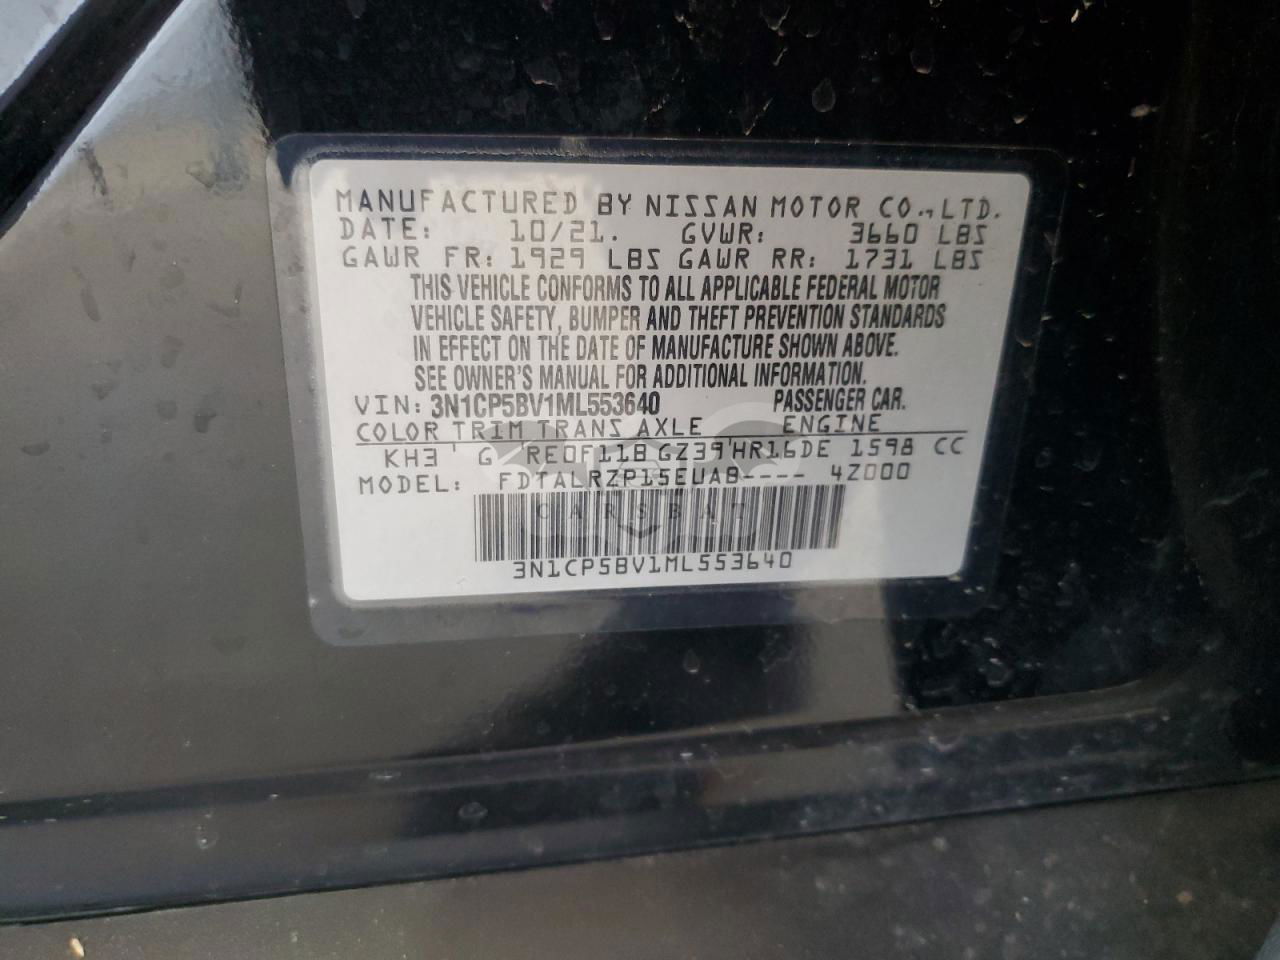 MANUFACTURED BY NISSAN MOTOR CO., LTD.
DATE: 10/21. GVWR: 3660 LBS
GAWR FR: 1929 LBS GAWR RR: 1731 LBS
THIS VEHICLE CONFORMS TO ALL APPLICABLE FEDERAL MOTOR
VEHICLE SAFETY, BUMPER AND THEFT PREVENTION STANDARDS
IN EFFECT ON THE DATE OF MANUFACTURE SHOWN ABOVE.
SEE OWNER'S MANUAL FOR ADDITIONAL INFORMATION.
VIN: 3N1CP5BV1ML553640 PASSENGER CAR.
COLOR TRIM TRANS AXLE ENGINE
KH3 ' G RE0F11B GZ39'HR16DE 1598 CC
MODEL: FDTALRZP15EUAB---- 4Z000
CARSBAT
3N1CP5BV1ML553640